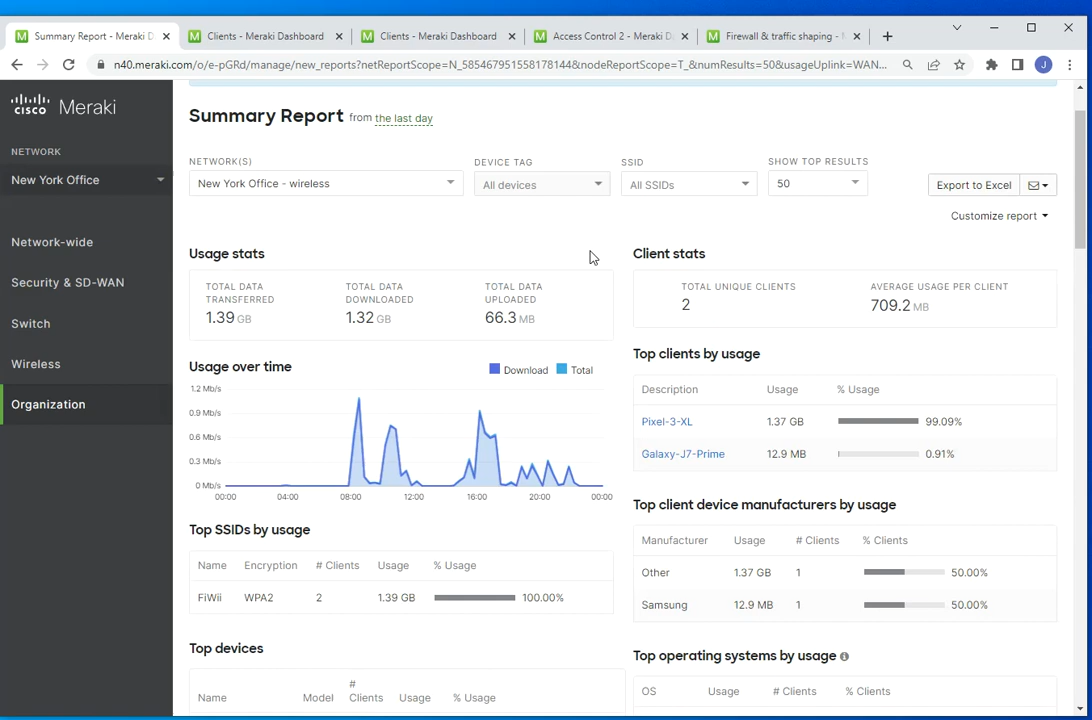 Summary Report - Meraki D
Clients - Meraki Dashboard
Clients - Meraki Dashboard
Access Control 2 - Meraki D
Firewall & traffic shaping -
n40.meraki.com/o/e-pGRd/manage/new_reports?netReportScope=N_585467951558178144&nodeReportScope=T_&numResults=50&usageUplink=WAN...
J
cisco Meraki
NETWORK
New York Office
Network-wide
Security & SD-WAN
Switch
Wireless
Organization
Summary Report from the last day
NETWORK(S)
New York Office - wireless
DEVICE TAG
All devices
SSID
All SSIDs
SHOW TOP RESULTS
50
Export to Excel
Customize report
Usage stats
TOTAL DATA TRANSFERRED
1.39 GB
TOTAL DATA DOWNLOADED
1.32 GB
TOTAL DATA UPLOADED
66.3 MB
Usage over time
Download Total
1.2 Mb/s
0.9 Mb/s
0.6 Mb/s
0.3 Mb/s
0 Mb/s
00:00 04:00 08:00 12:00 16:00 20:00 00:00
Top SSIDs by usage
Name Encryption # Clients Usage % Usage
FiWii WPA2 2 1.39 GB 100.00%
Top devices
Name Model # Clients Usage % Usage
Client stats
TOTAL UNIQUE CLIENTS
2
AVERAGE USAGE PER CLIENT
709.2 MB
Top clients by usage
Description Usage % Usage
Pixel-3-XL 1.37 GB 99.09%
Galaxy-J7-Prime 12.9 MB 0.91%
Top client device manufacturers by usage
Manufacturer Usage # Clients % Clients
Other 1.37 GB 1 50.00%
Samsung 12.9 MB 1 50.00%
Top operating systems by usage
OS Usage # Clients % Clients